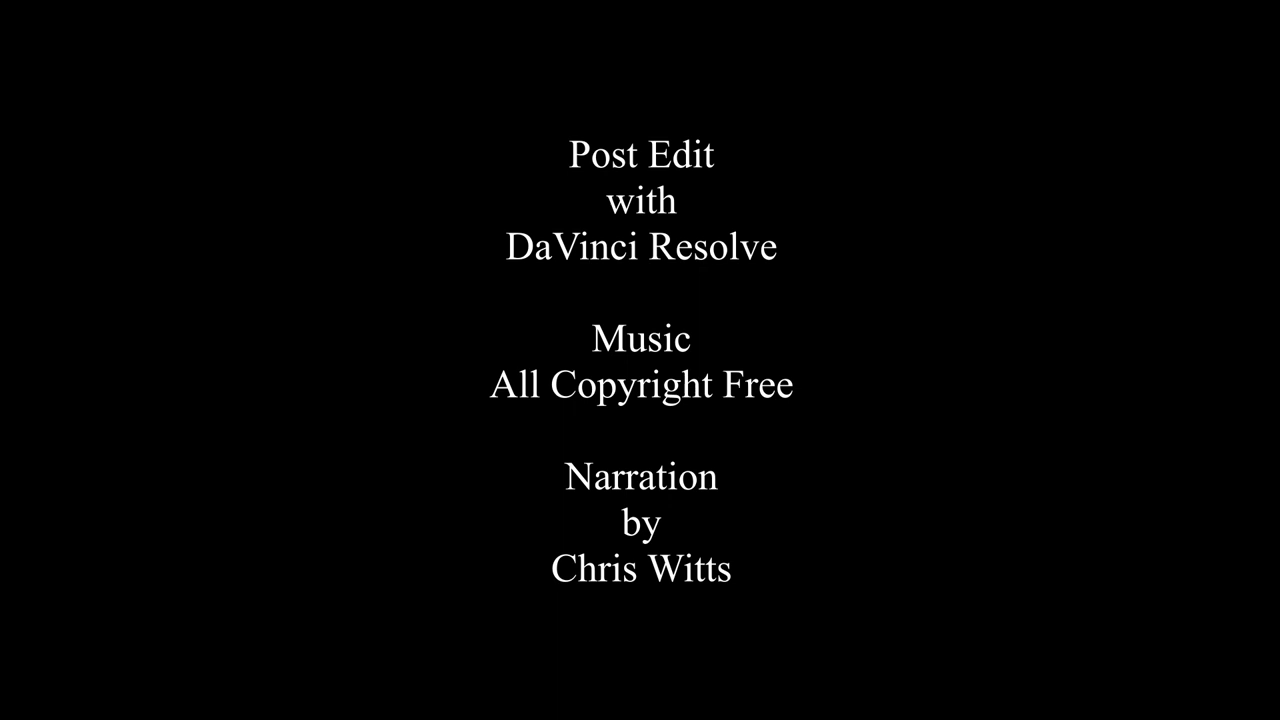 Post Edit
with
DaVinci Resolve
Music
All Copyright Free
Narration
by
Chris Witts